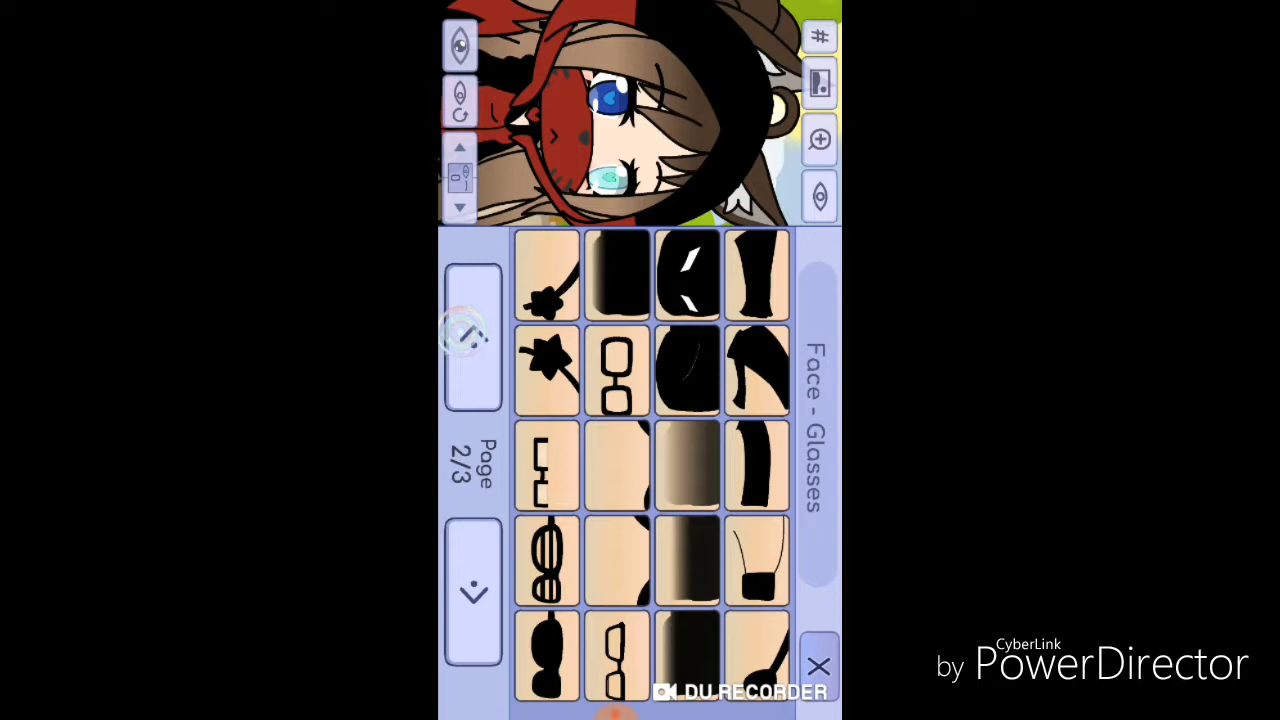 #
Face - Glasses
Page
2/3
DU RECORDER
CyberLink
by PowerDirector